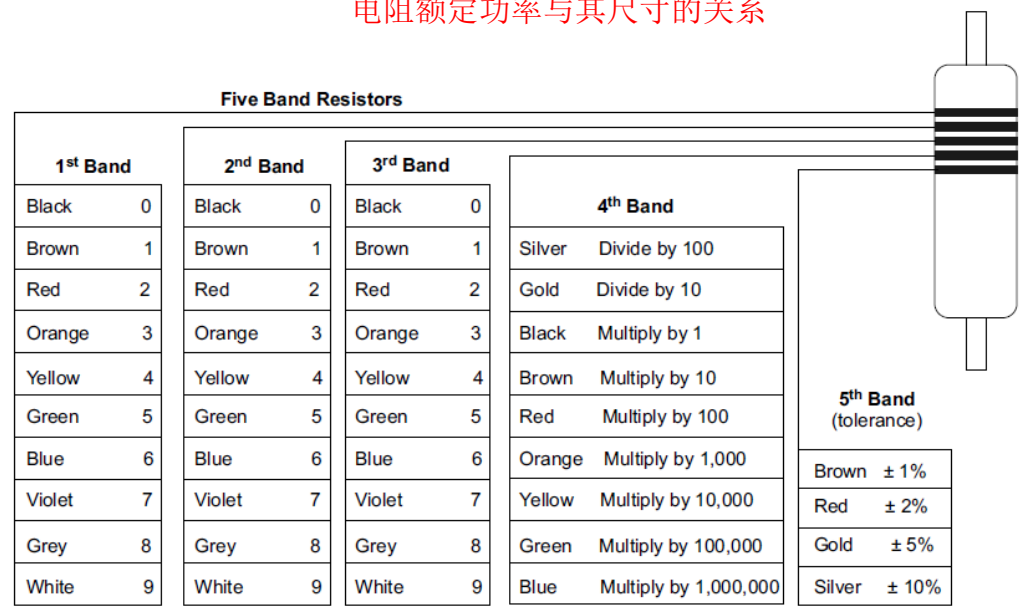 电阻额定功率与其尺寸的关系
Five Band Resistors
1st Band
2nd Band
3rd Band
4th Band
5th Band
(tolerance)
Black 0
Brown 1
Red 2
Orange 3
Yellow 4
Green 5
Blue 6
Violet 7
Grey 8
White 9
Black 0
Brown 1
Red 2
Orange 3
Yellow 4
Green 5
Blue 6
Violet 7
Grey 8
White 9
Black 0
Brown 1
Red 2
Orange 3
Yellow 4
Green 5
Blue 6
Violet 7
Grey 8
White 9
Silver Divide by 100
Gold Divide by 10
Black Multiply by 1
Brown Multiply by 10
Red Multiply by 100
Orange Multiply by 1,000
Yellow Multiply by 10,000
Green Multiply by 100,000
Blue Multiply by 1,000,000
Brown ± 1%
Red ± 2%
Gold ± 5%
Silver ± 10%